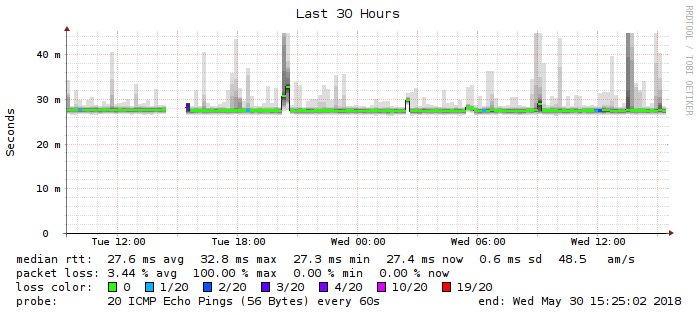 Last 30 Hours
RRDTOOL / TOBI OETIKER
Seconds
40 m
30 m
20 m
10 m
0
Tue 12:00 Tue 18:00 Wed 00:00 Wed 06:00 Wed 12:00
median rtt: 27.6 ms avg 32.8 ms max 27.3 ms min 27.4 ms now 0.6 ms sd 48.5 am/s
packet loss: 3.44 % avg 100.00 % max 0.00 % min 0.00 % now
loss color: 0 1/20 2/20 3/20 4/20 10/20 19/20
probe: 20 ICMP Echo Pings (56 Bytes) every 60s end: Wed May 30 15:25:02 2018